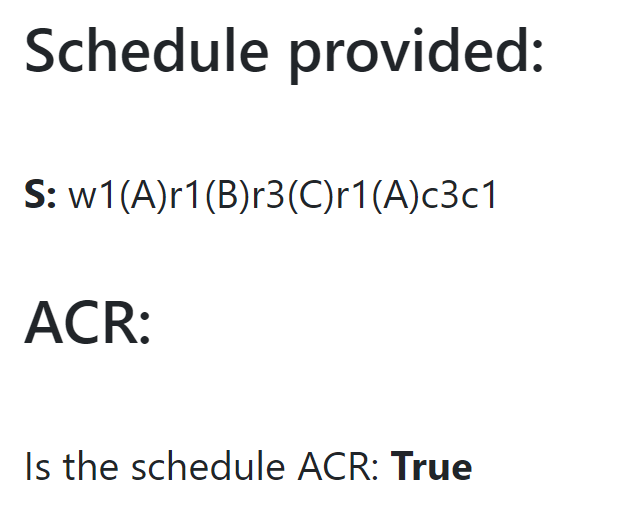 Schedule provided:
S: w1(A)r1(B)r3(C)r1(A)c3c1
ACR:
Is the schedule ACR: True